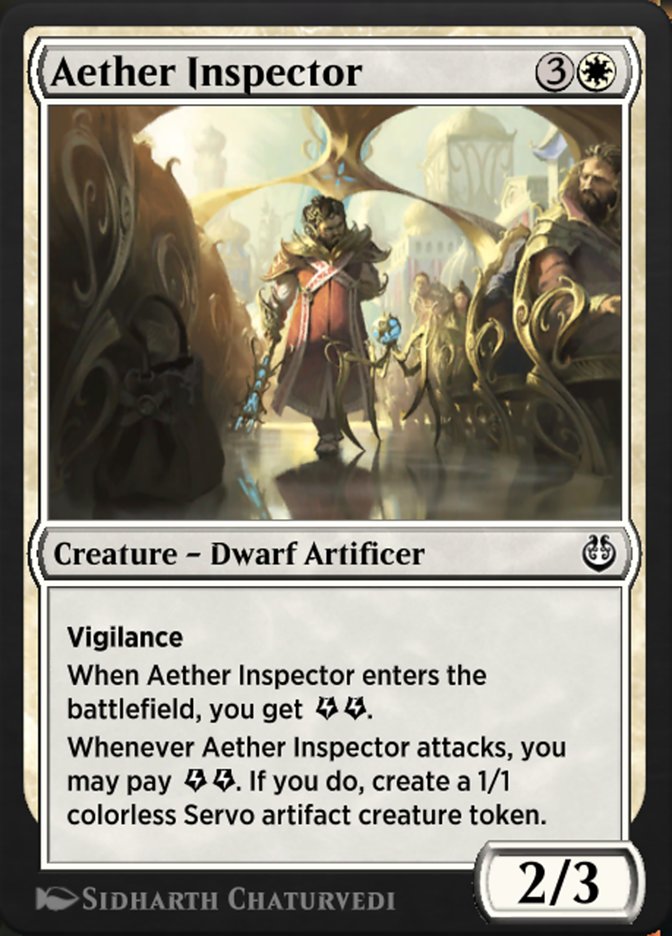 Aether Inspector 3
Creature – Dwarf Artificer
Vigilance
When Aether Inspector enters the
battlefield, you get .
Whenever Aether Inspector attacks, you
may pay . If you do, create a 1/1
colorless Servo artifact creature token.
2/3
Sidharth Chaturvedi